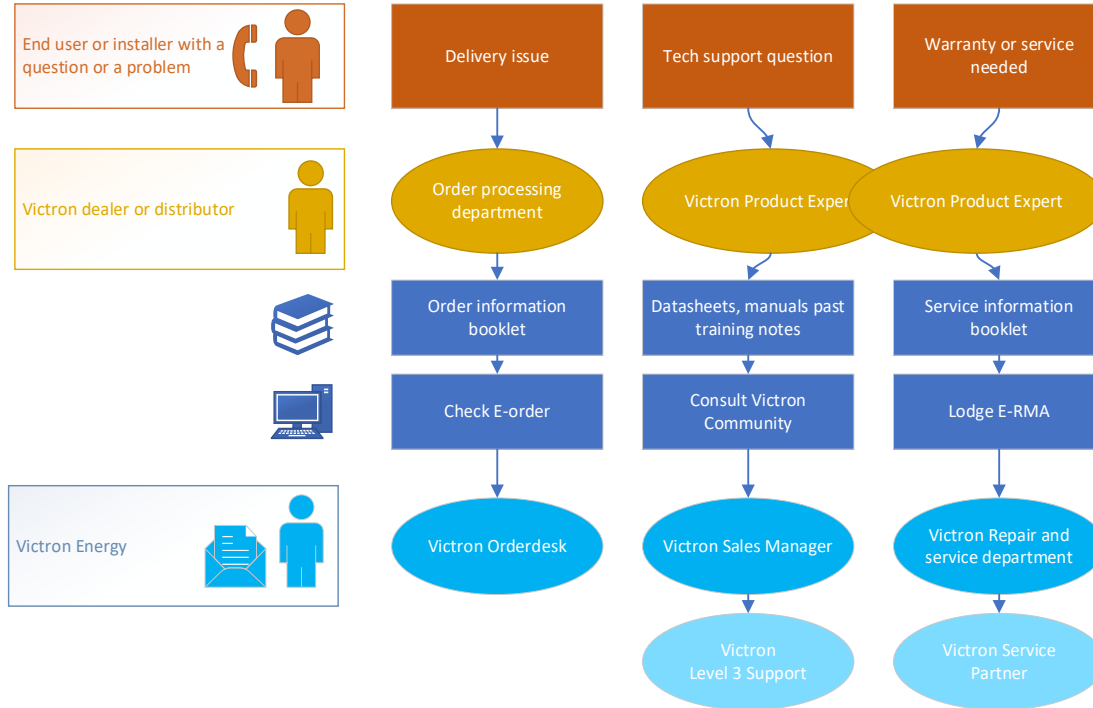 End user or installer with a
question or a problem
Delivery issue
Tech support question
Warranty or service
needed
Victron dealer or distributor
Order processing
department
Victron Product Exper
Victron Product Expert
Order information
booklet
Datasheets, manuals past
training notes
Service information
booklet
Check E-order
Consult Victron
Community
Lodge E-RMA
Victron Energy
Victron Orderdesk
Victron Sales Manager
Victron Repair and
service department
Victron
Level 3 Support
Victron Service
Partner